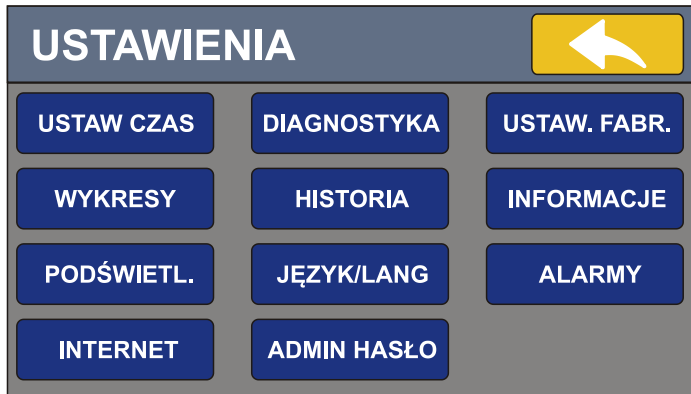 USTAWIENIA
USTAW CZAS
DIAGNOSTYKA
USTAW. FABR.
WYKRESY
HISTORIA
INFORMACJE
PODŚWIETL.
JĘZYK/LANG
ALARMY
INTERNET
ADMIN HASŁO